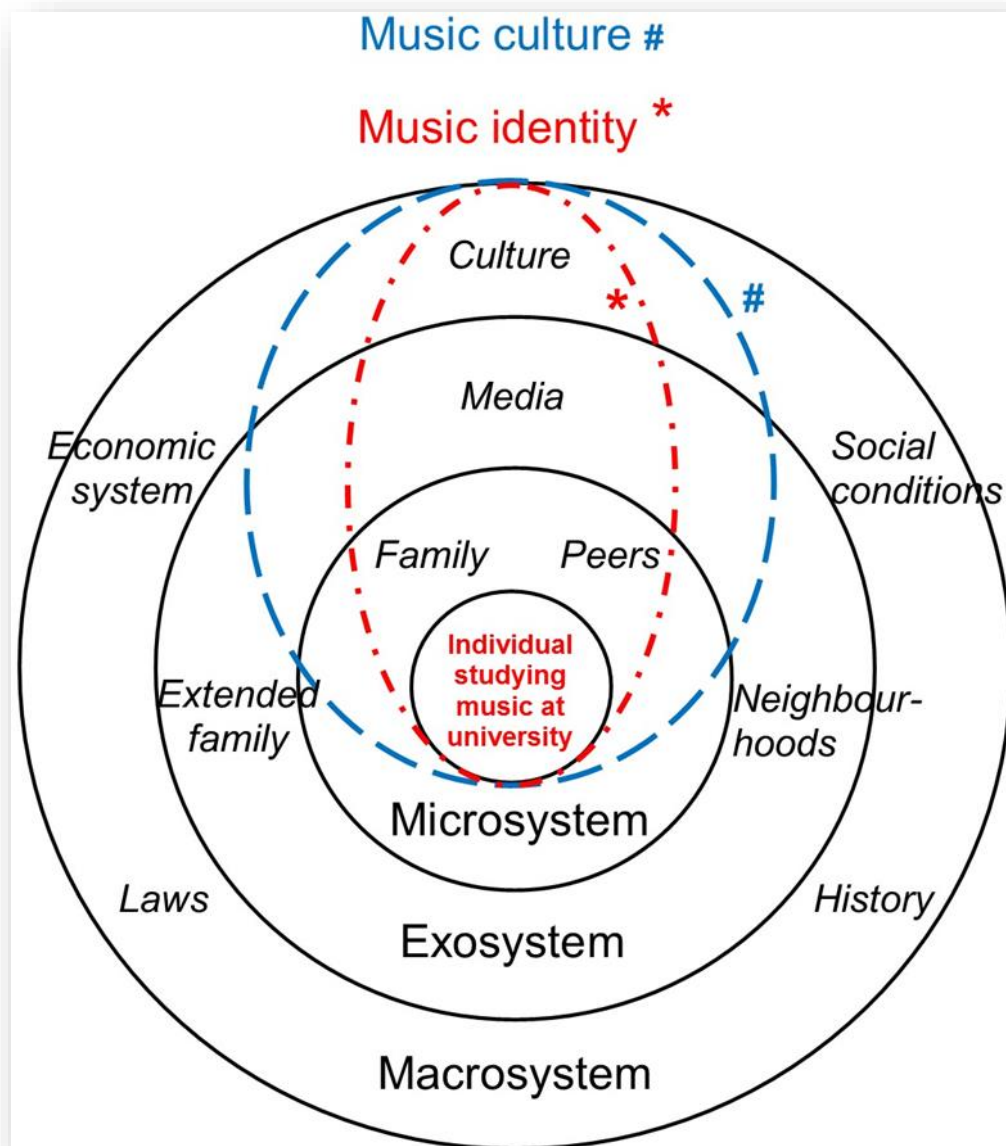 Music culture #
Music identity *
Culture
*
#
Media
Economic
system
Social
conditions
Family
Peers
Individual
studying
music at
university
Extended
family
Neighbour-
hoods
Microsystem
Laws
History
Exosystem
Macrosystem